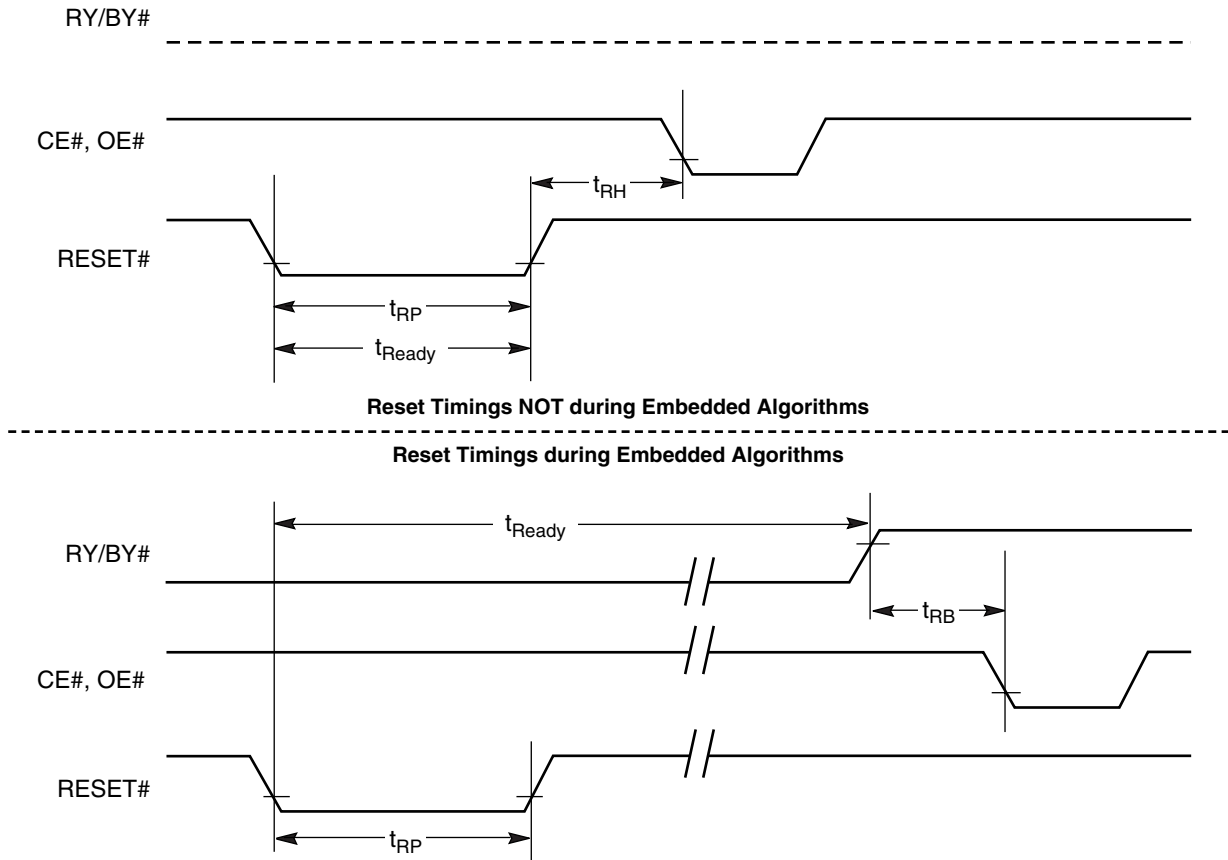 RY/BY#
CE#, OE#
tRH
RESET#
tRP
tReady
Reset Timings NOT during Embedded Algorithms
Reset Timings during Embedded Algorithms
tReady
RY/BY#
tRB
CE#, OE#
RESET#
tRP